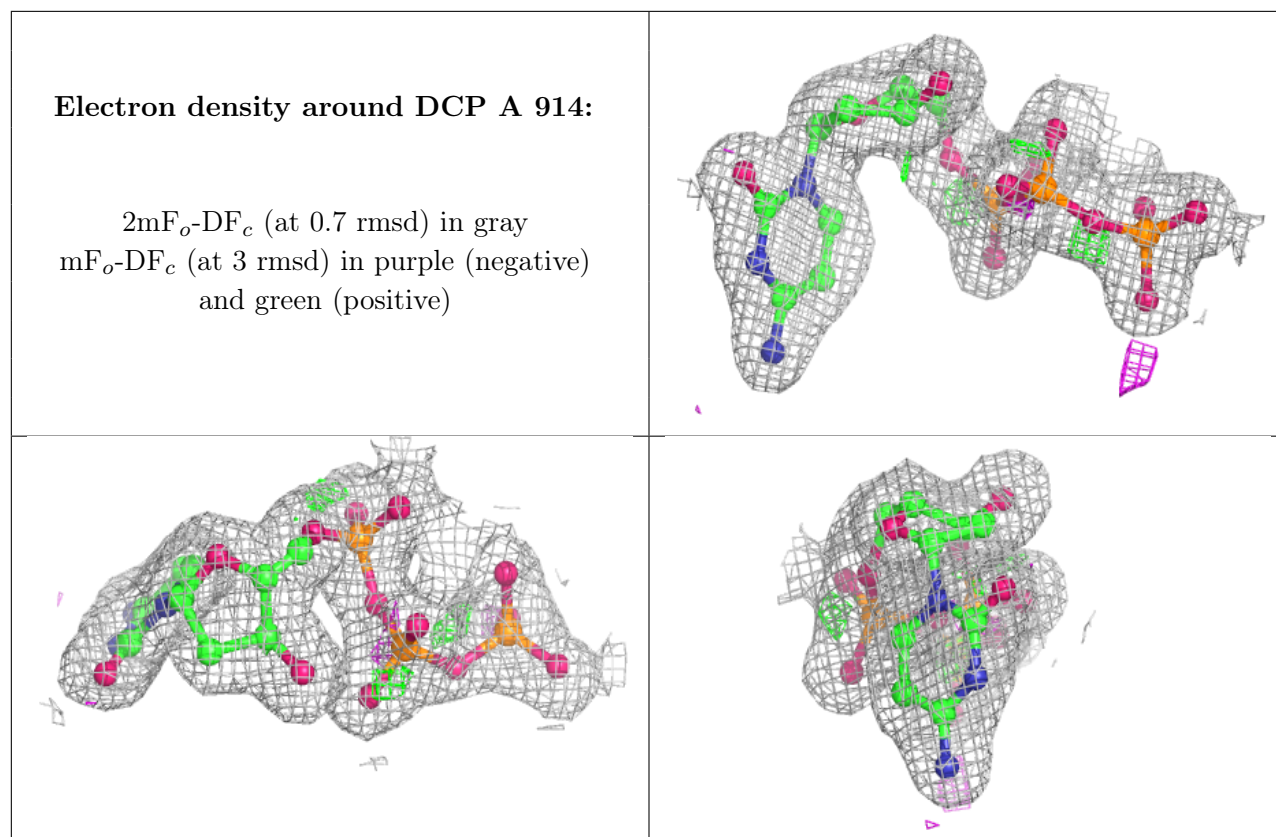 Electron density around DCP A 914:
2mFₒ-DF𝒸 (at 0.7 rmsd) in gray
mFₒ-DF𝒸 (at 3 rmsd) in purple (negative)
and green (positive)